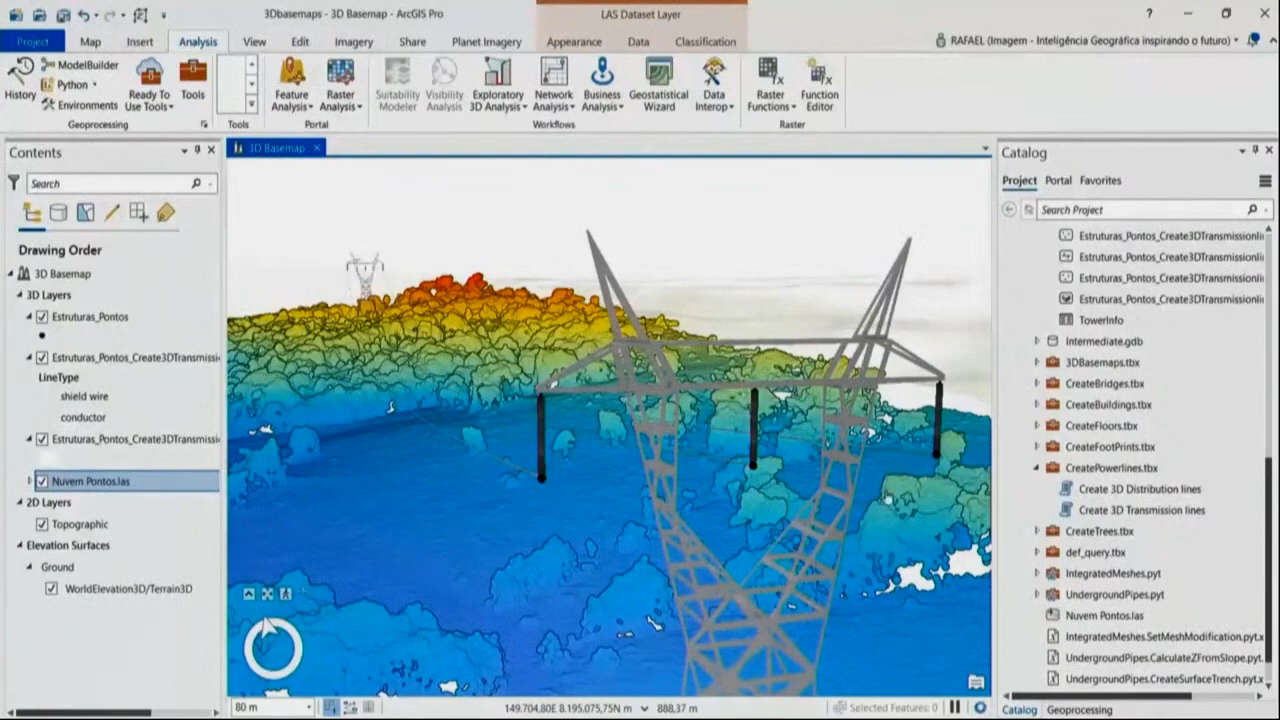 3Dbasemaps - 3D Basemap - ArcGIS Pro
LAS Dataset Layer
?
Project Map Insert Analysis View Edit Imagery Share Planet Imagery Appearance Data Classification
RAFAEL (Imagem - Inteligência Geográfica inspirando o futuro)
History
ModelBuilder
Python
Environments
Ready To Use Tools
Tools
Feature Analysis
Raster Analysis
Suitability Modeler
Visibility Analysis
Exploratory 3D Analysis
Network Analysis
Business Analysis
Geostatistical Wizard
Data Interop
Raster Functions
Function Editor
Geoprocessing
Tools
Portal
Workflows
Raster
Contents
Search
Drawing Order
3D Basemap
3D Layers
Estruturas_Pontos
Estruturas_Pontos_Create3DTransmissi
LineType
shield wire
conductor
Estruturas_Pontos_Create3DTransmissi
Nuvem Pontos.las
2D Layers
Topographic
Elevation Surfaces
Ground
WorldElevation3D/Terrain3D
3D Basemap
80 m
149.704,80E 8.195.075,75N m
888,37 m
Selected Features: 0
Catalog
Project Portal Favorites
Search Project
Estruturas_Pontos_Create3DTransmissionli
Estruturas_Pontos_Create3DTransmissionli
Estruturas_Pontos_Create3DTransmissionli
Estruturas_Pontos_Create3DTransmissionli
TowerInfo
Intermediate.gdb
3DBasemaps.tbx
CreateBridges.tbx
CreateBuildings.tbx
CreateFloors.tbx
CreateFootPrints.tbx
CreatePowerlines.tbx
Create 3D Distribution lines
Create 3D Transmission lines
CreateTrees.tbx
def_query.tbx
IntegratedMeshes.pyt
UndergroundPipes.pyt
Nuvem Pontos.las
IntegratedMeshes.SetMeshModification.pyt.x
UndergroundPipes.CalculateZFromSlope.pyt.
UndergroundPipes.CreateSurfaceTrench.pyt.x
Catalog Geoprocessing